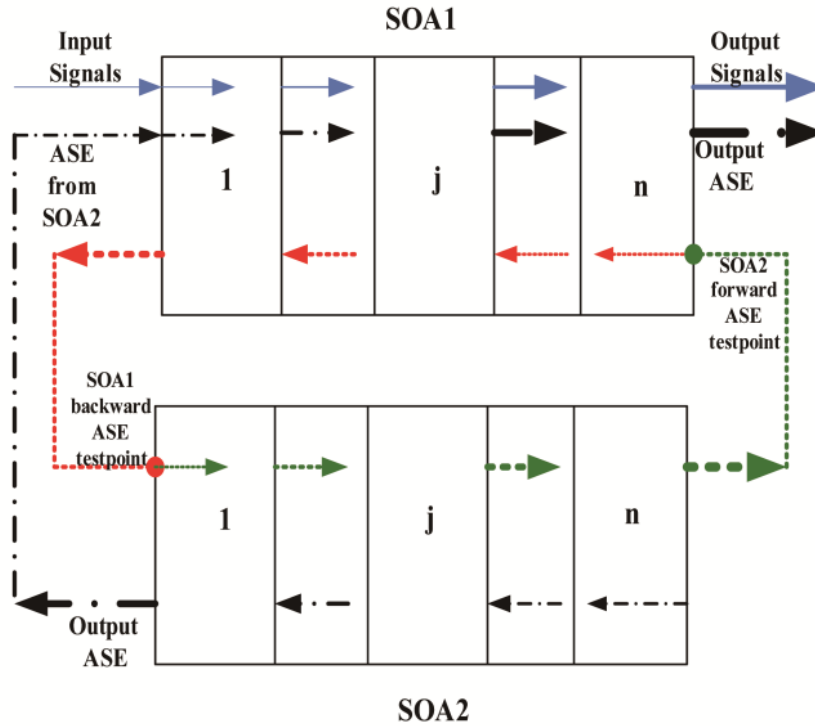 SOA1
Input
Signals
Output
Signals
ASE
from
SOA2
1
j
n
Output
ASE
SOA2
forward
ASE
testpoint
SOA1
backward
ASE
testpoint
1
j
n
Output
ASE
SOA2